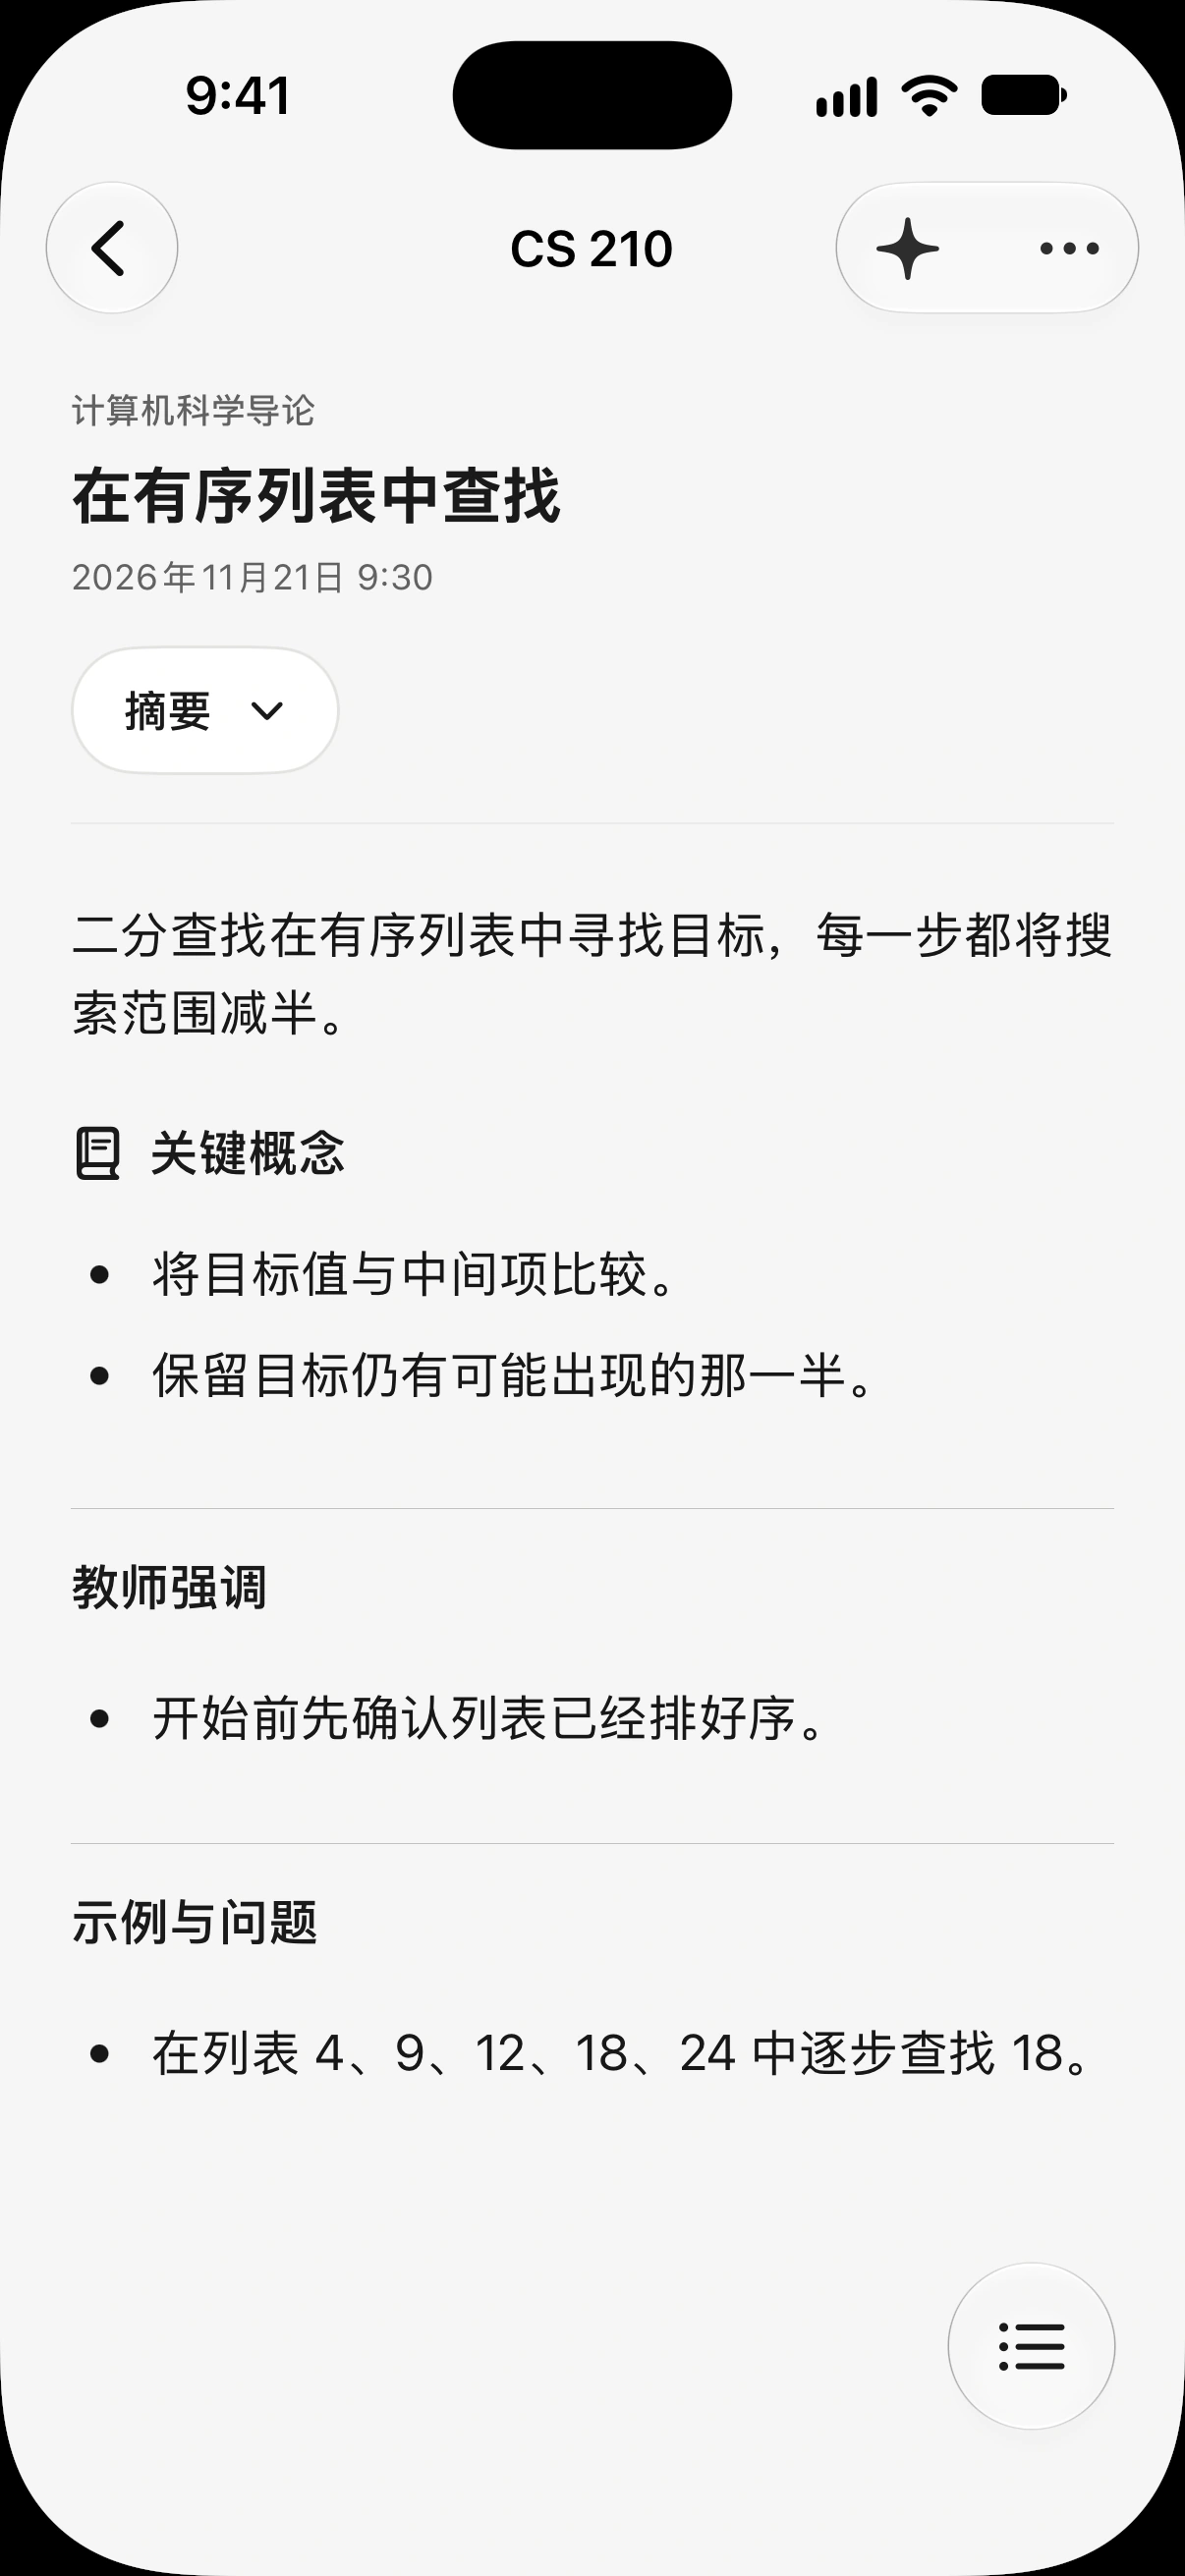 9:41
CS 210
计算机科学导论
在有序列表中查找
2026年11月21日 9:30
摘要
二分查找在有序列表中寻找目标，每一步都将搜
索范围减半。
关键概念
将目标值与中间项比较。
保留目标仍有可能出现的那一半。
教师强调
开始前先确认列表已经排好序。
示例与问题
在列表 4、9、12、18、24 中逐步查找 18。